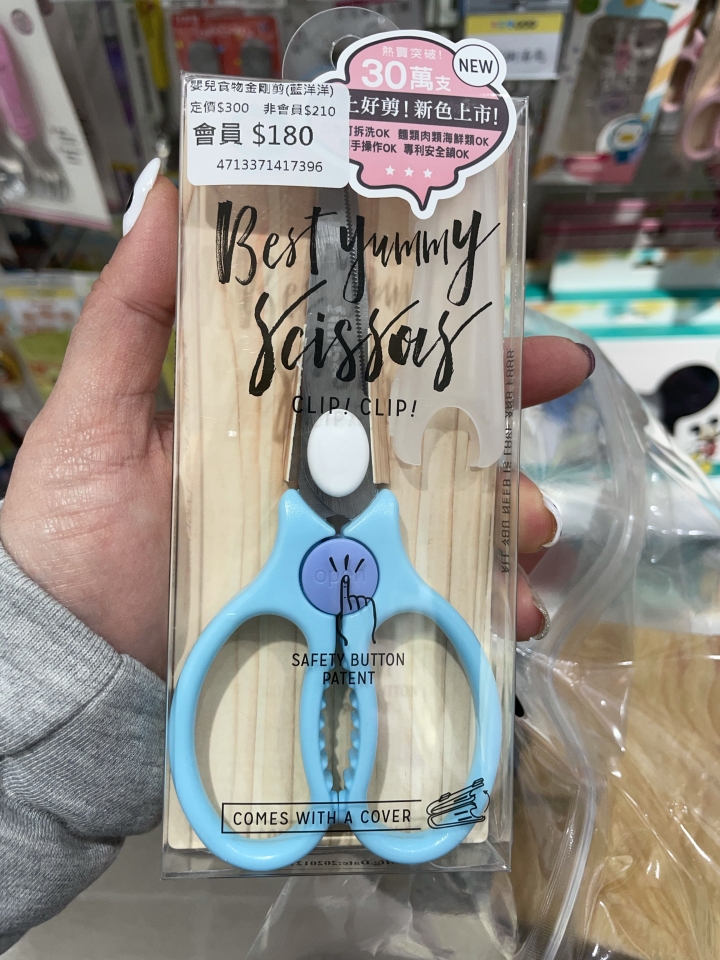 嬰兒食物金剛剪(藍洋洋)
定價$300 非會員$210
會員 $180
4713371417396
熱賣突破!
30萬支
NEW
上好剪!新色上市!
可拆洗OK 麵類肉類海鮮類OK
手操作OK 專利安全鎖OK
Best yummy
Scissors
CLIP! CLIP!
open
SAFETY BUTTON
PATENT
COMES WITH A COVER